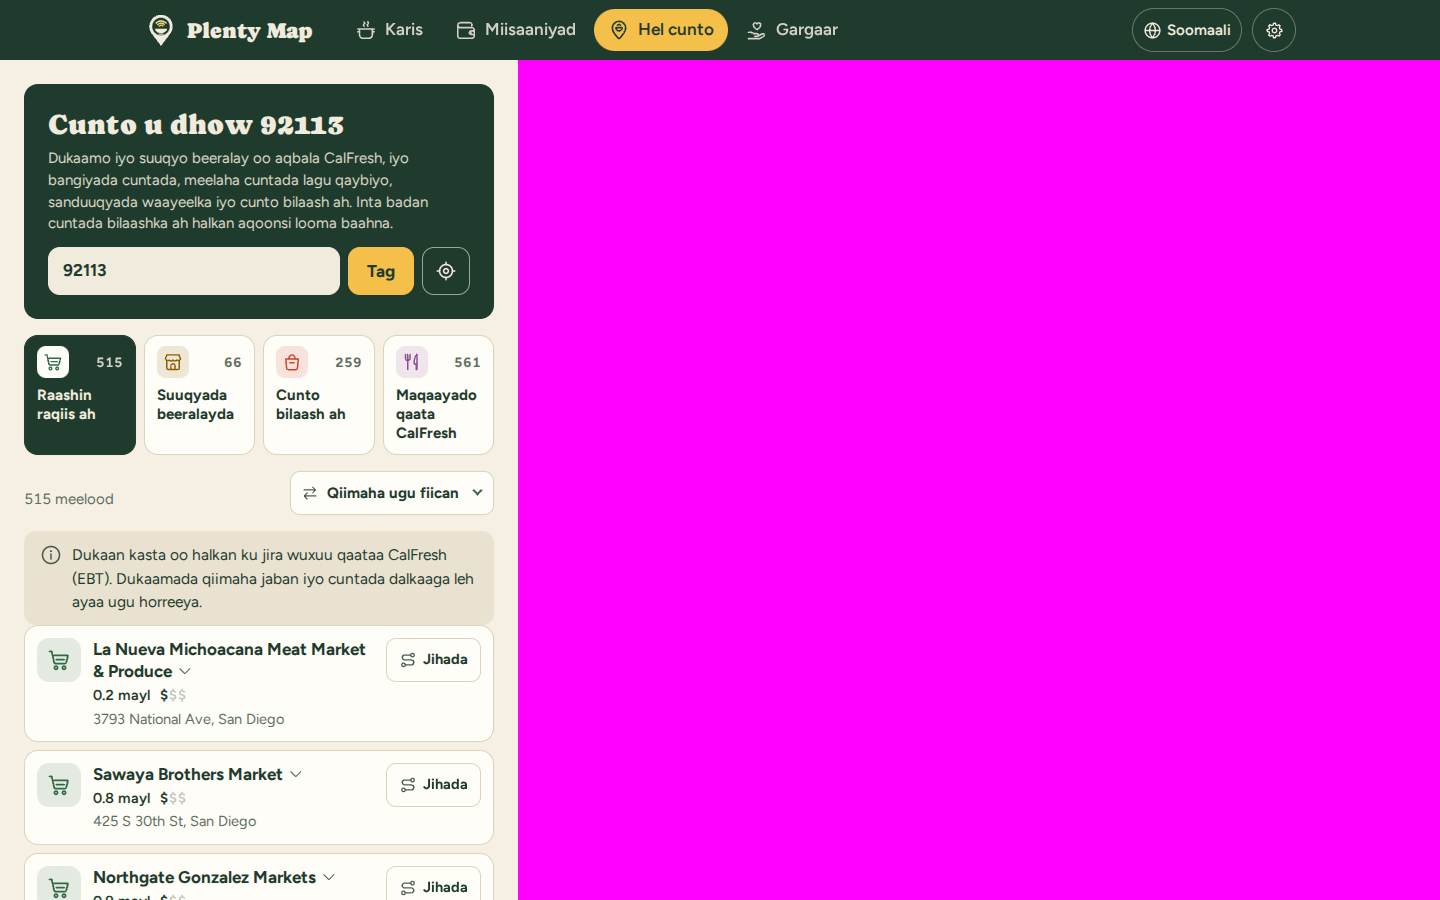 Plenty Map
Karis
Miisaaniyad
Hel cunto
Gargaar
Soomaali
Cunto u dhow 92113
Dukaamo iyo suuqyo beeralay oo aqbala CalFresh, iyo
bangiyada cuntada, meelaha cuntada lagu qaybiyo,
sanduuqyada waayeelka iyo cunto bilaash ah. Inta badan
cuntada bilaashka ah halkan aqoonsi looma baahna.
92113
Tag
515
Raashin
raqiis ah
66
Suuqyada
beeralayda
259
Cunto
bilaash ah
561
Maqaayado
qaata
CalFresh
515 meelood
Qiimaha ugu fiican
Dukaan kasta oo halkan ku jira wuxuu qaataa CalFresh
(EBT). Dukaamada qiimaha jaban iyo cuntada dalkaaga leh
ayaa ugu horreeya.
La Nueva Michoacana Meat Market
& Produce
Jihada
0.2 mayl $$$
3793 National Ave, San Diego
Sawaya Brothers Market
Jihada
0.8 mayl $$$
425 S 30th St, San Diego
Northgate Gonzalez Markets
Jihada